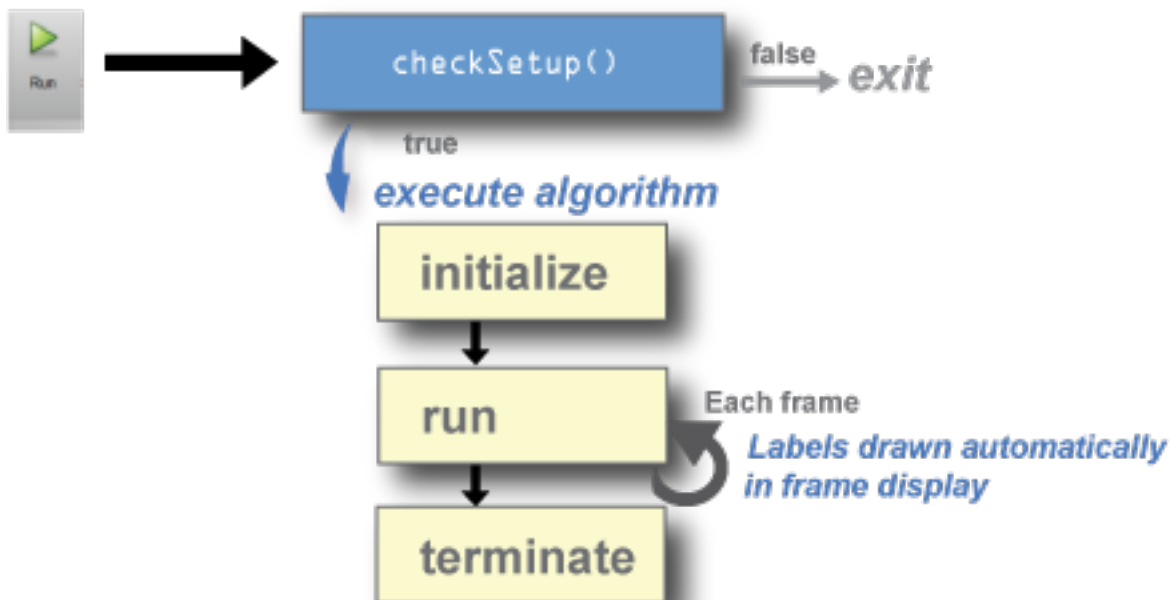 Run
checkSetup()
false
exit
true
execute algorithm
initialize
run
Each frame
Labels drawn automatically
in frame display
terminate